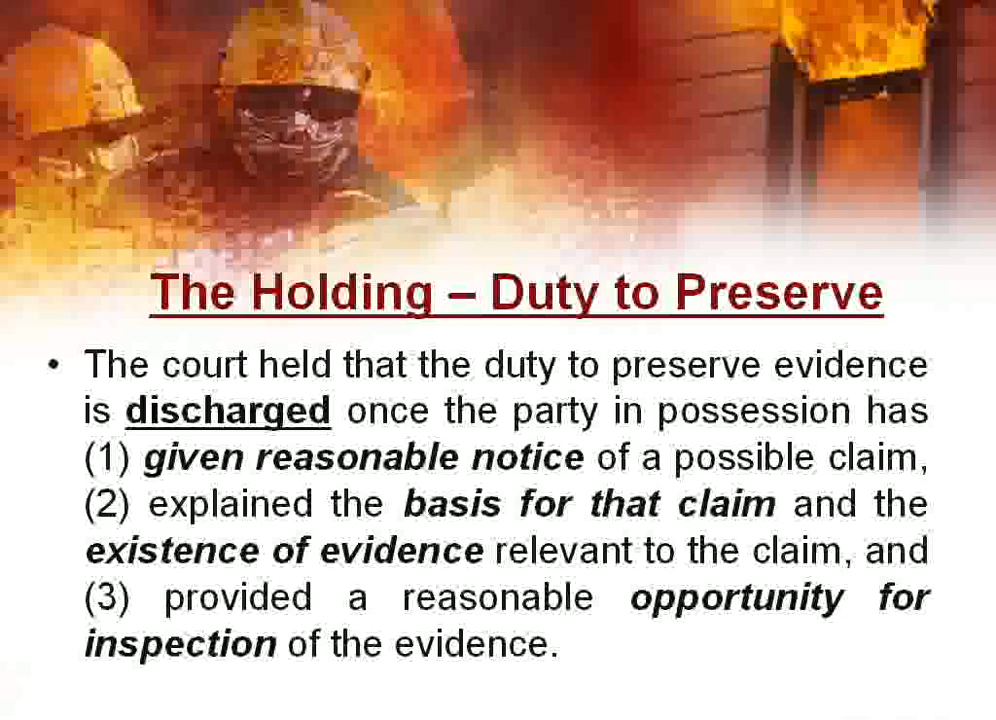 The Holding – Duty to Preserve
• The court held that the duty to preserve evidence
is discharged once the party in possession has
(1) given reasonable notice of a possible claim,
(2) explained the basis for that claim and the
existence of evidence relevant to the claim, and
(3) provided a reasonable opportunity for
inspection of the evidence.